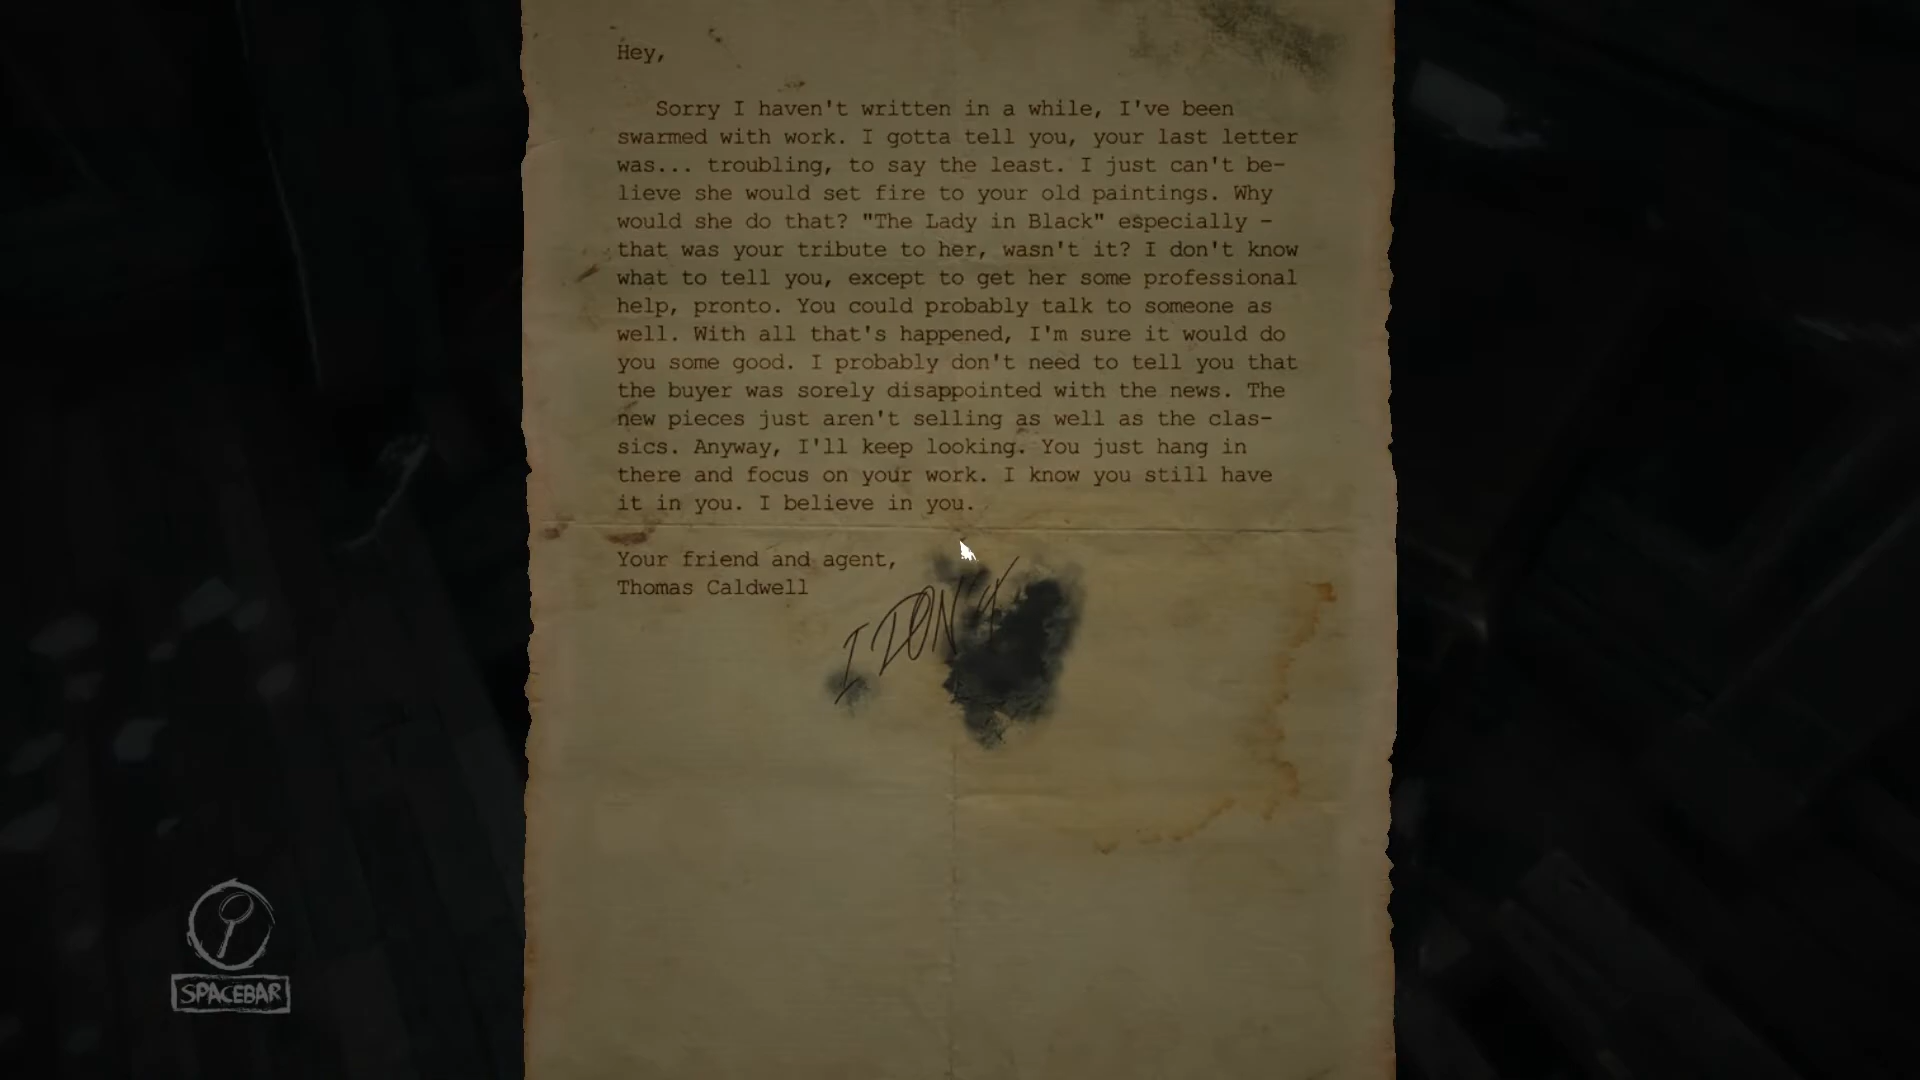 Hey,
Sorry I haven't written in a while, I've been
swarmed with work. I gotta tell you, your last letter
was... troubling, to say the least. I just can't be-
lieve she would set fire to your old paintings. Why
would she do that? "The Lady in Black" especially -
that was your tribute to her, wasn't it? I don't know
what to tell you, except to get her some professional
help, pronto. You could probably talk to someone as
well. With all that's happened, I'm sure it would do
you some good. I probably don't need to tell you that
the buyer was sorely disappointed with the news. The
new pieces just aren't selling as well as the clas-
sics. Anyway, I'll keep looking. You just hang in
there and focus on your work. I know you still have
it in you. I believe in you.
Your friend and agent,
Thomas Caldwell
I DON'T
SPACEBAR